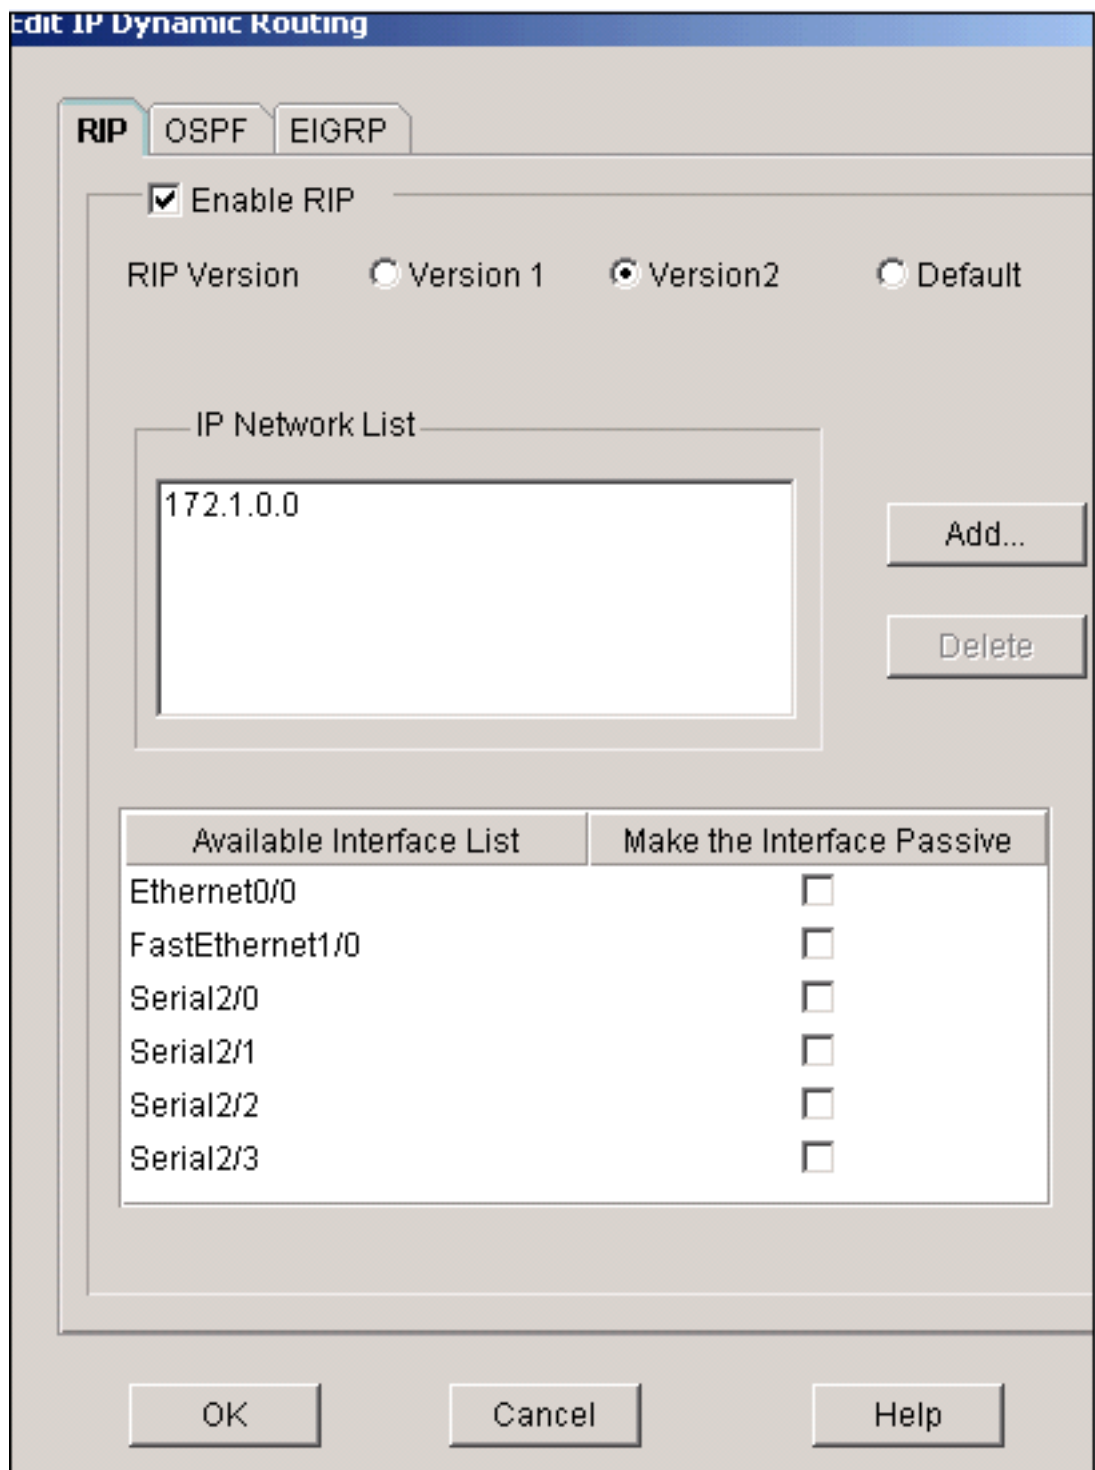 Edit IP Dynamic Routing
RIP OSPF EIGRP
Enable RIP
RIP Version Version 1 Version2 Default
IP Network List
172.1.0.0
Add...
Delete
Available Interface List Make the Interface Passive
Ethernet0/0
FastEthernet1/0
Serial2/0
Serial2/1
Serial2/2
Serial2/3
OK Cancel Help